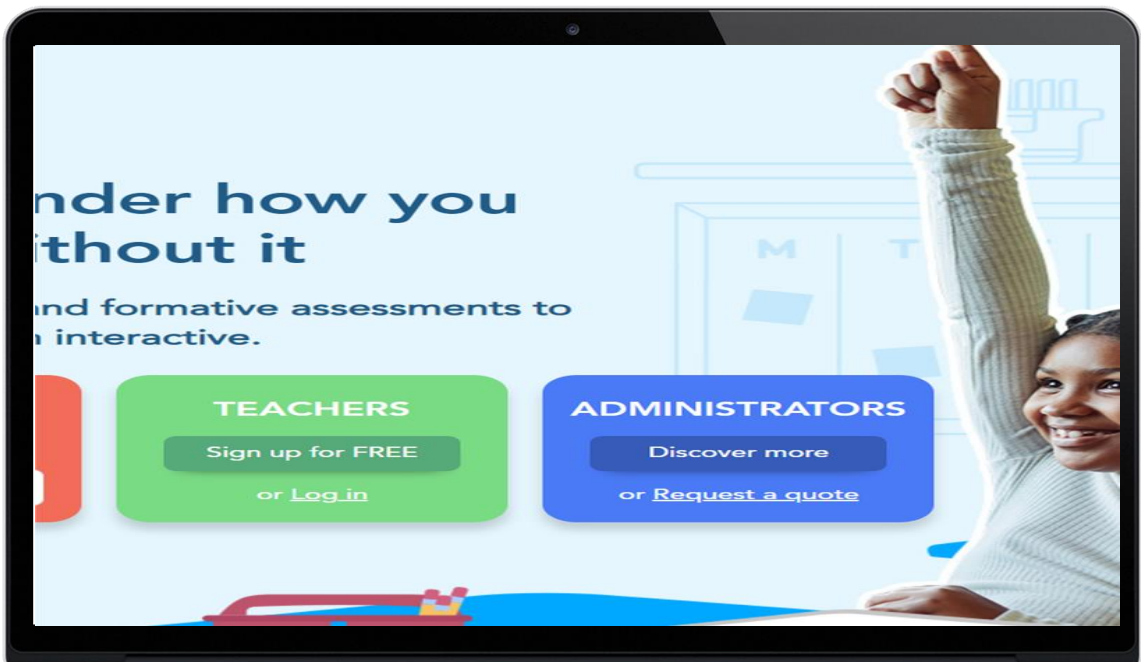 nder how you
ithout it
and formative assessments to
interactive.
TEACHERS
Sign up for FREE
or Log in
ADMINISTRATORS
Discover more
or Request a quote
M T